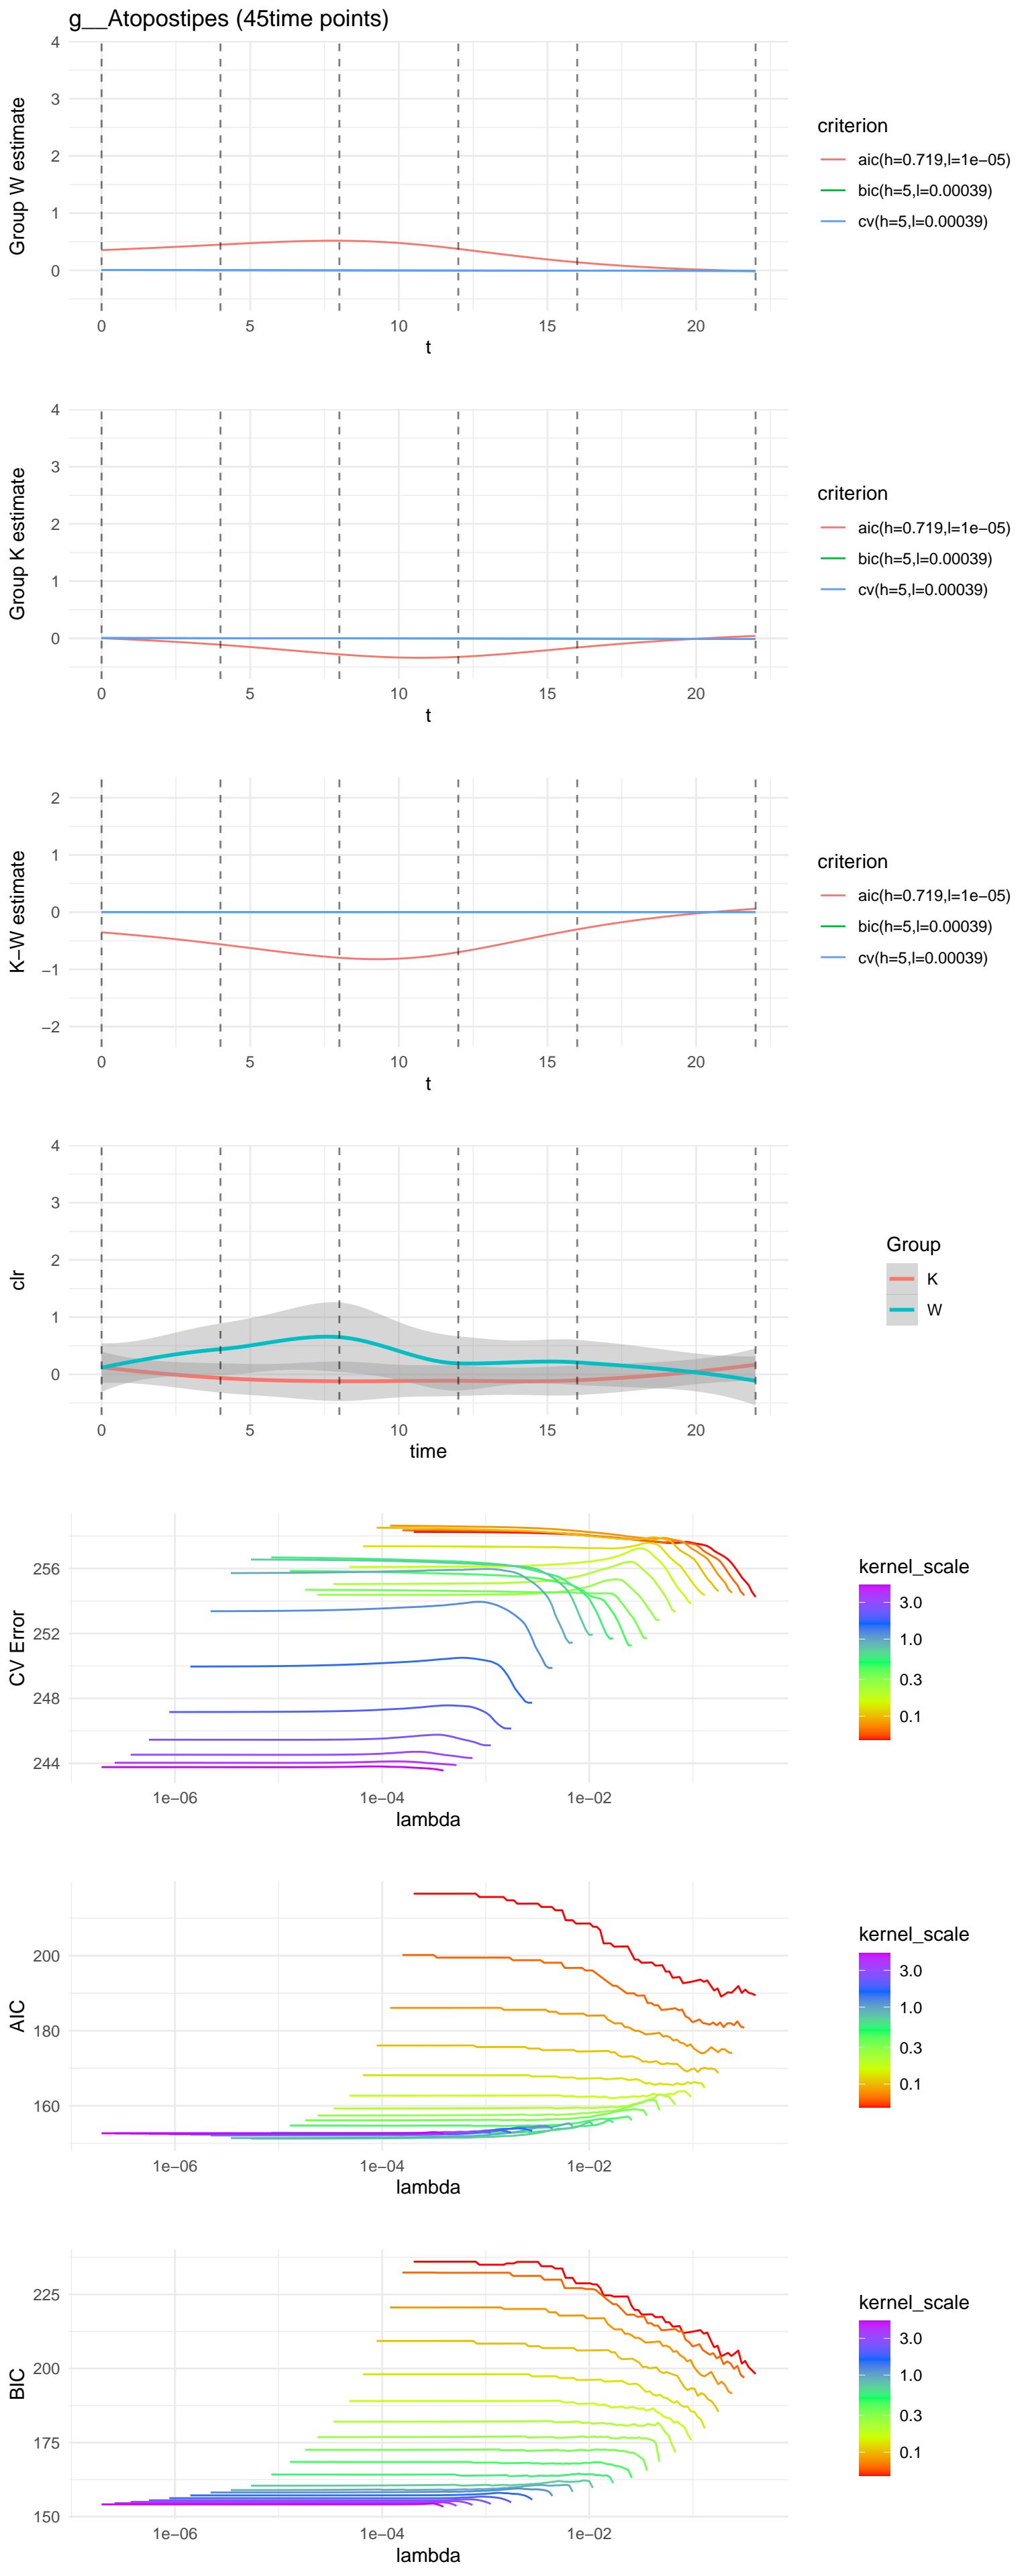 g__Atopostipes (45time points)
4
3
2
1
0
Group W estimate
0 5 10 15 20
t
criterion
aic(h=0.719,l=1e−05)
bic(h=5,l=0.00039)
cv(h=5,l=0.00039)
4
3
2
1
0
Group K estimate
0 5 10 15 20
t
criterion
aic(h=0.719,l=1e−05)
bic(h=5,l=0.00039)
cv(h=5,l=0.00039)
2
1
0
−1
−2
K−W estimate
0 5 10 15 20
t
criterion
aic(h=0.719,l=1e−05)
bic(h=5,l=0.00039)
cv(h=5,l=0.00039)
4
3
2
1
0
clr
0 5 10 15 20
time
Group
K
W
256
252
248
244
CV Error
1e−06 1e−04 1e−02
lambda
kernel_scale
3.0
1.0
0.3
0.1
200
180
160
AIC
1e−06 1e−04 1e−02
lambda
kernel_scale
3.0
1.0
0.3
0.1
225
200
175
150
BIC
1e−06 1e−04 1e−02
lambda
kernel_scale
3.0
1.0
0.3
0.1